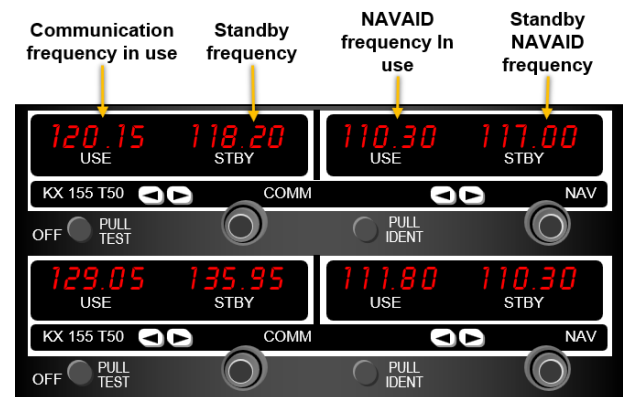 Communication
frequency in use
Standby
frequency
NAVAID
frequency In
use
Standby
NAVAID
frequency
120.15 118.20 110.30 117.00
USE STBY USE STBY
KX 155 T50 COMM NAV
OFF PULL TEST PULL IDENT
129.05 135.95 111.80 110.30
USE STBY USE STBY
KX 155 T50 COMM NAV
OFF PULL TEST PULL IDENT